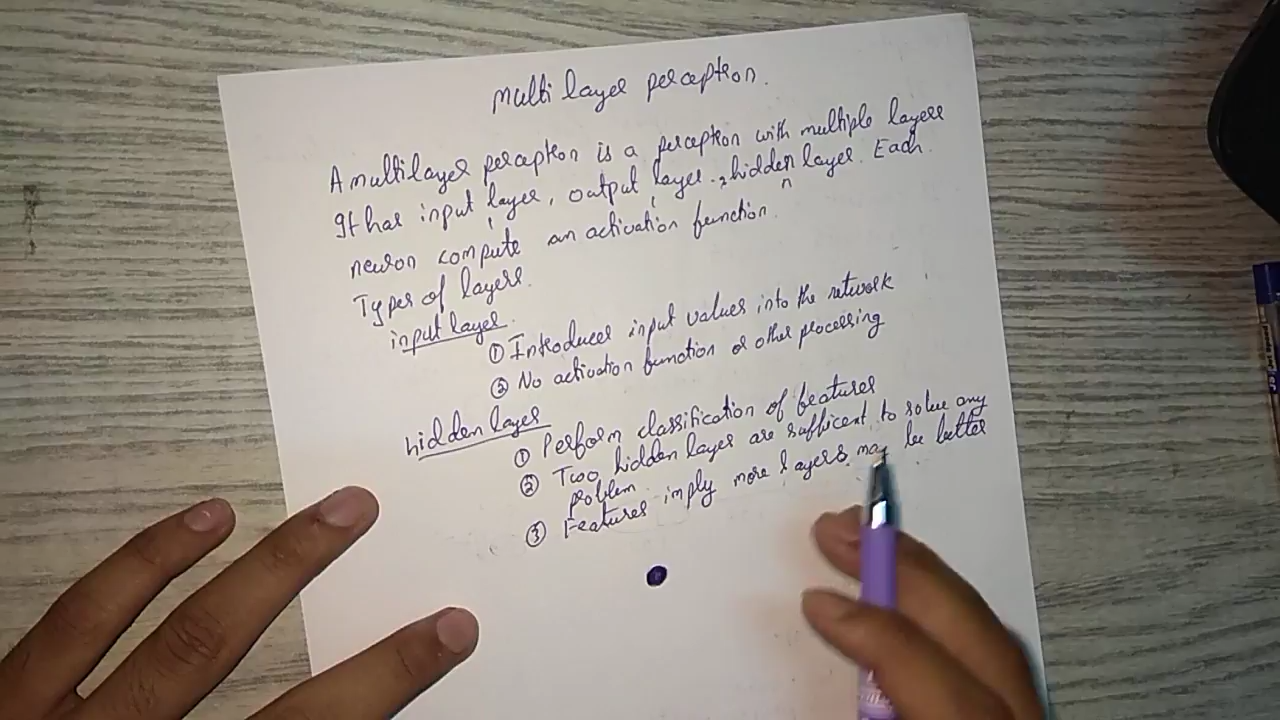 multi layer perceptron.
A multilayer perceptron is a perceptron with multiple layers
It has input layer, output layer, hidden layer. Each
neuron compute an activation function.
Types of layers.
input layer.
① Introduces input values into the network
② No activation function or other processing
hidden layer
① Perform classification of features
② Two hidden layer are sufficent to solve any
problem.
③ Features imply more layers may be better